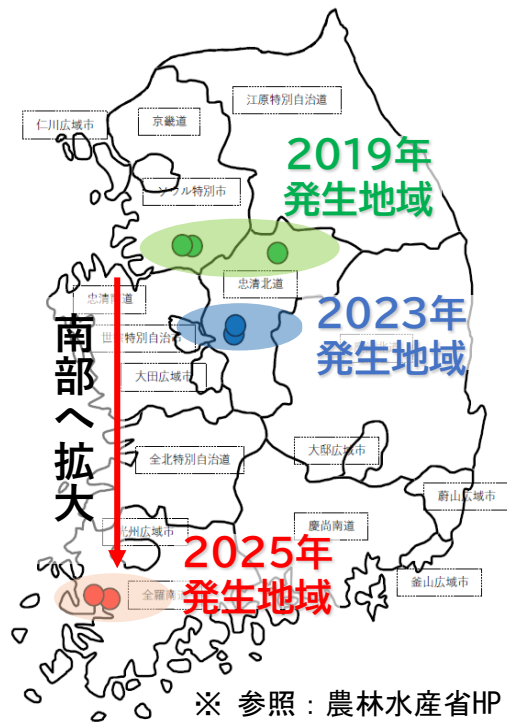 江原特別自治道
京畿道
仁川広域市
2019年
発生地域
ソウル特別市
忠清北道
忠清南道
2023年
発生地域
世宗特別自治市
南部へ拡大
大田広域市
大邸広域市
全北特別自治道
蔚山広域市
光州広域市
慶尚南道
2025年
発生地域
釜山広域市
全羅南道
※ 参照：農林水産省HP